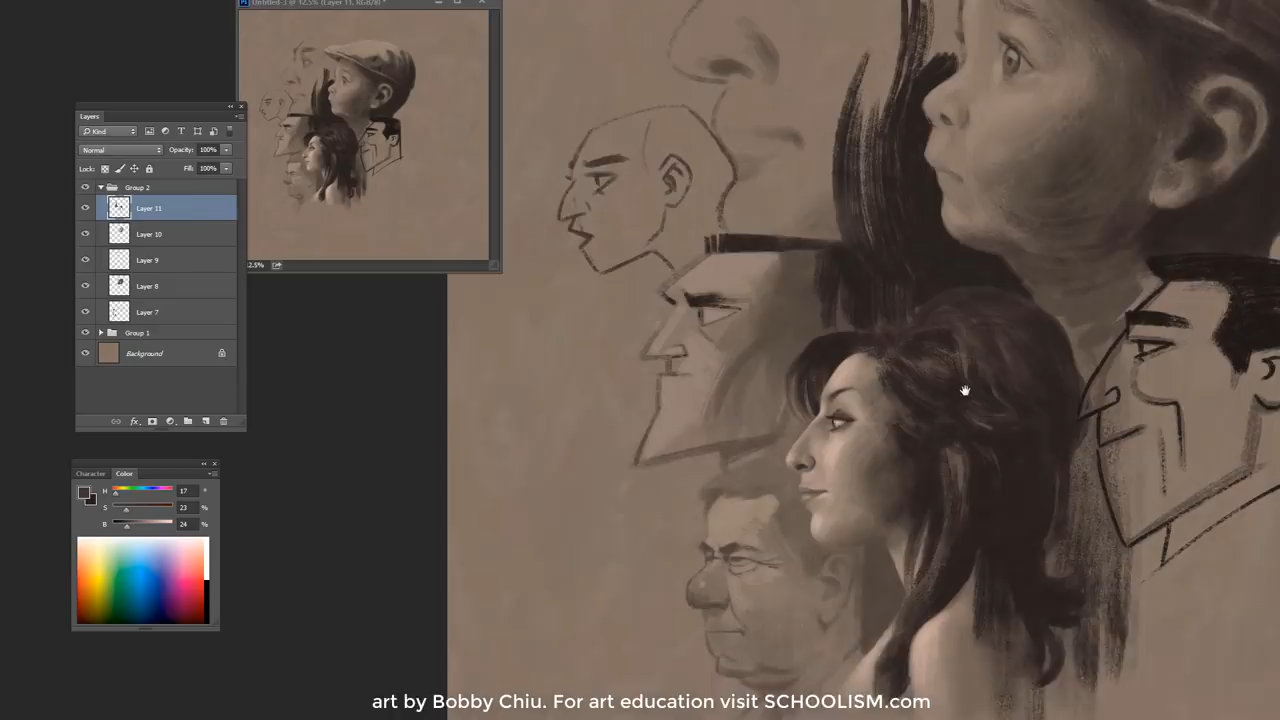 Untitled-3 @ 12.5% (Layer 11, RGB/8) *
Layers
Kind
Normal
Opacity: 100%
Lock:
Fill: 100%
Group 2
Layer 11
Layer 10
Layer 9
Layer 8
Layer 7
Group 1
Background
fx
2.5%
Character Color
H 17 °
S 23 %
B 24 %
art by Bobby Chiu. For art education visit SCHOOLISM.com